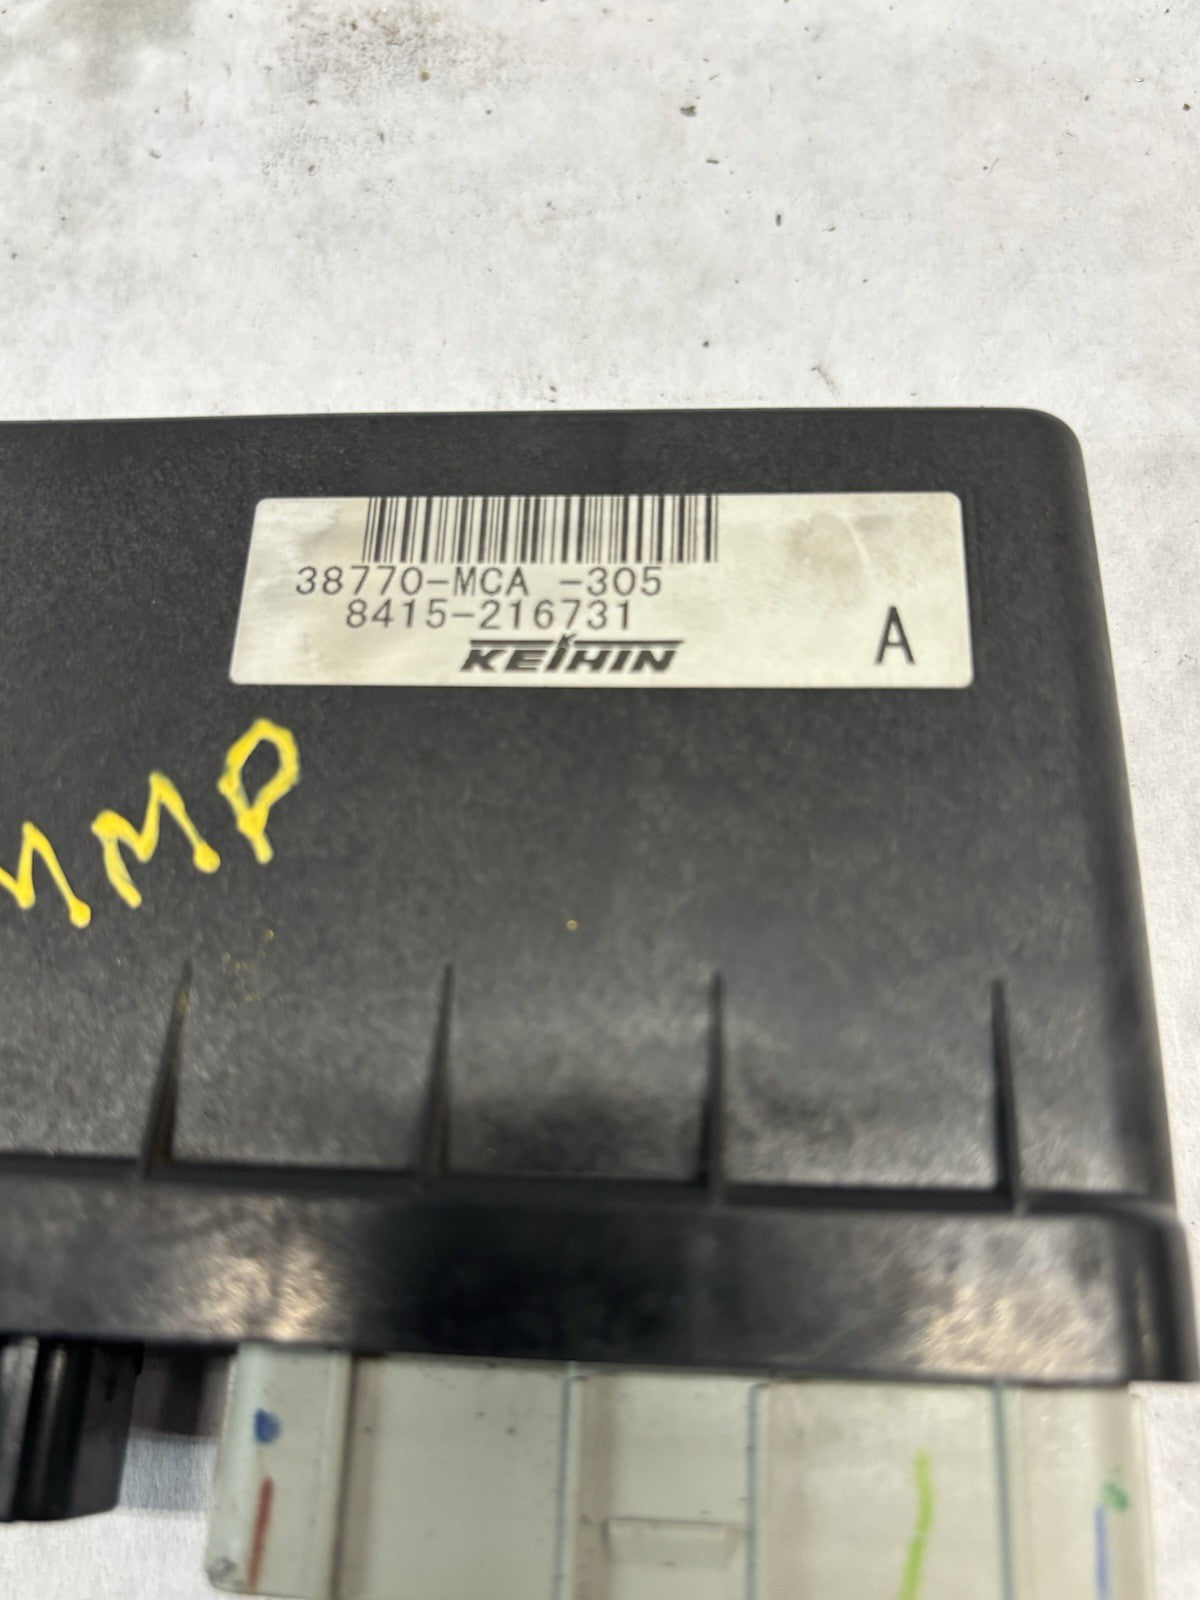 38770-MCA -305
8415-216731
KEIHIN
A
MMP